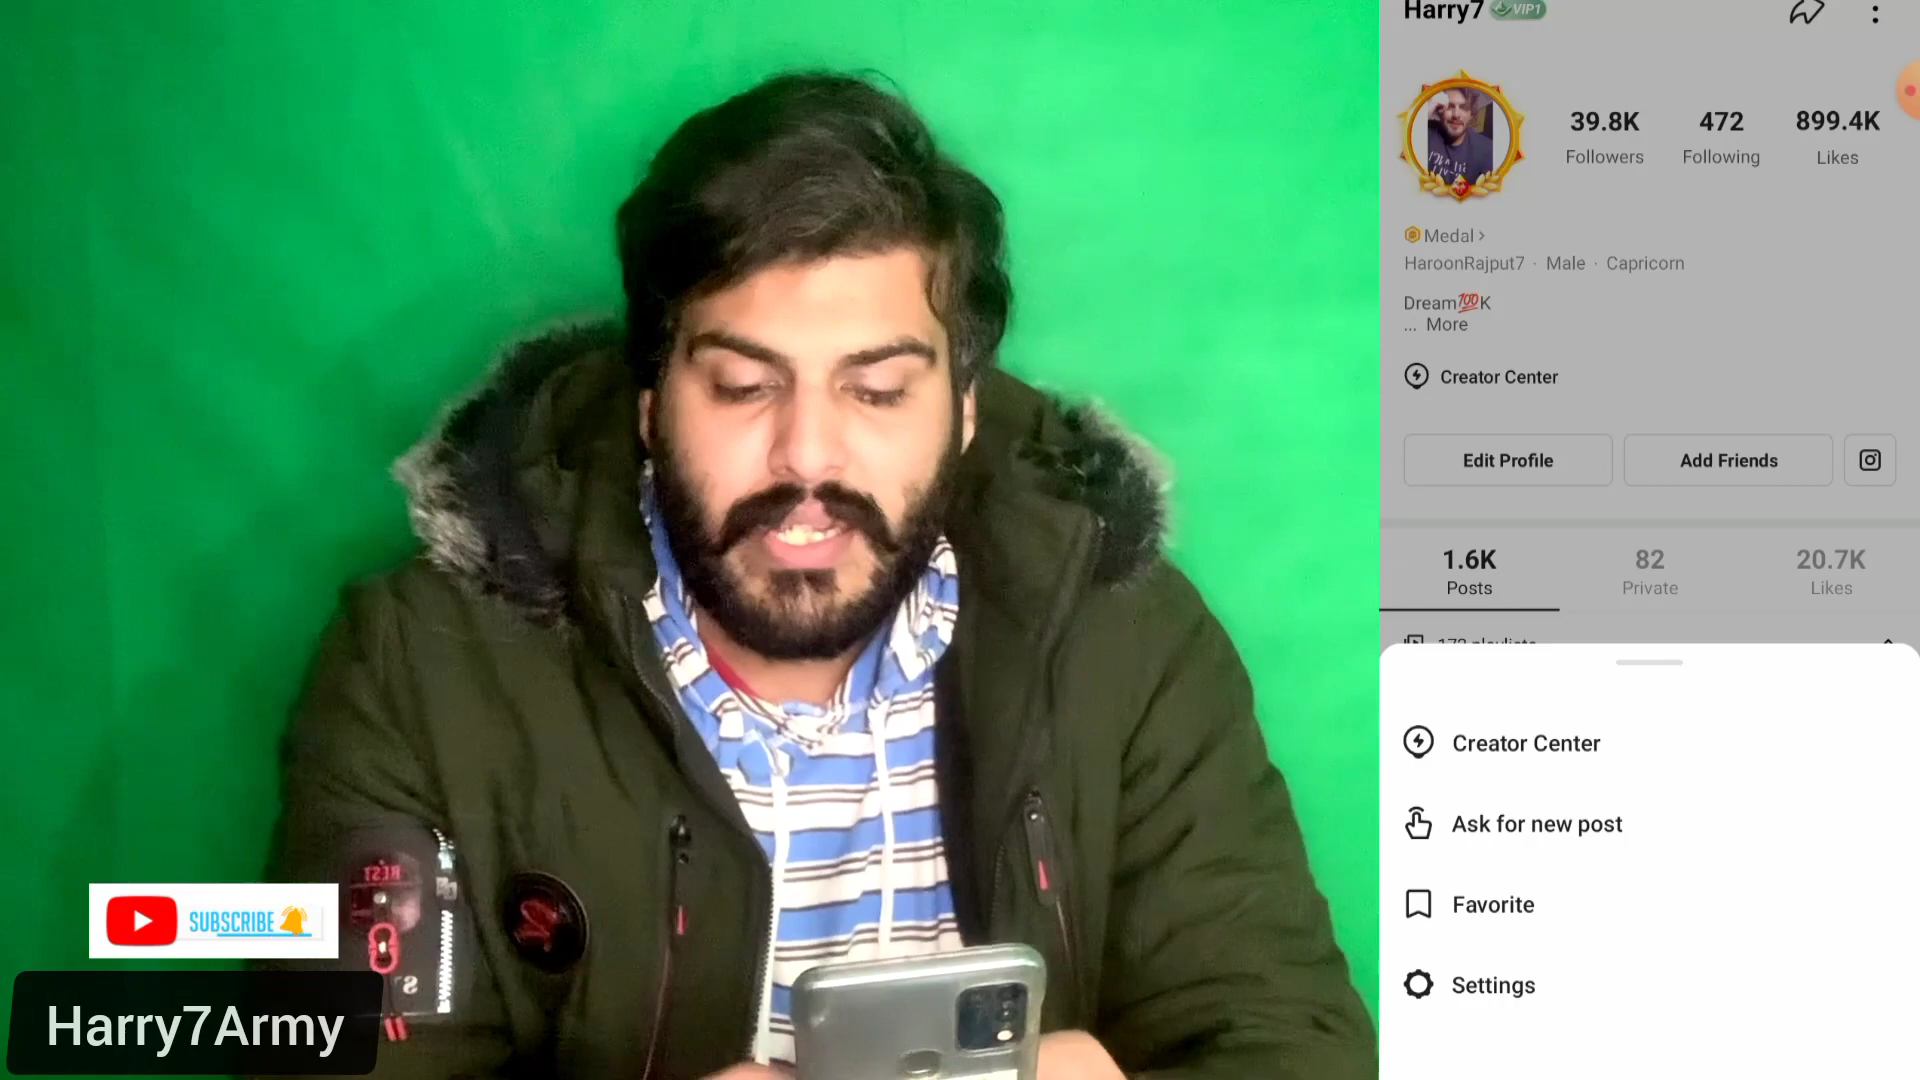 Harry7 VIP1
39.8K 472 899.4K
Followers Following Likes
Medal >
HaroonRajput7 · Male · Capricorn
Dream💯K
... More
Creator Center
Edit Profile Add Friends
1.6K 82 20.7K
Posts Private Likes
173 playlists
Creator Center
Ask for new post
Favorite
Settings
SUBSCRIBE
Harry7Army